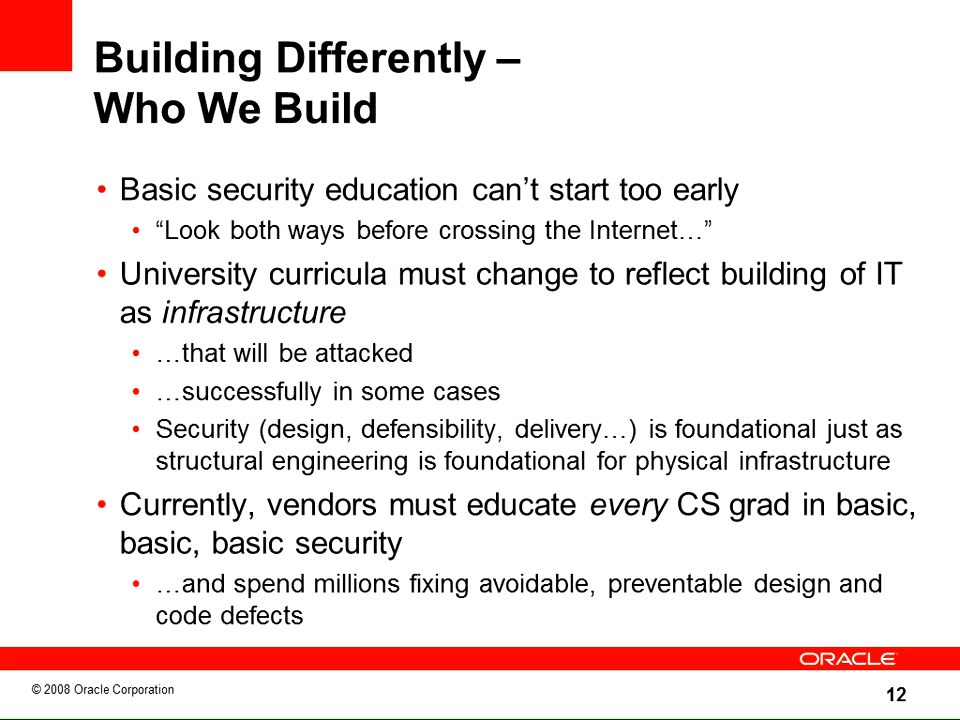 Building Differently –
Who We Build
• Basic security education can’t start too early
• “Look both ways before crossing the Internet…”
• University curricula must change to reflect building of IT
as infrastructure
• …that will be attacked
• …successfully in some cases
• Security (design, defensibility, delivery…) is foundational just as
structural engineering is foundational for physical infrastructure
• Currently, vendors must educate every CS grad in basic,
basic, basic security
• …and spend millions fixing avoidable, preventable design and
code defects
ORACLE
© 2008 Oracle Corporation
12